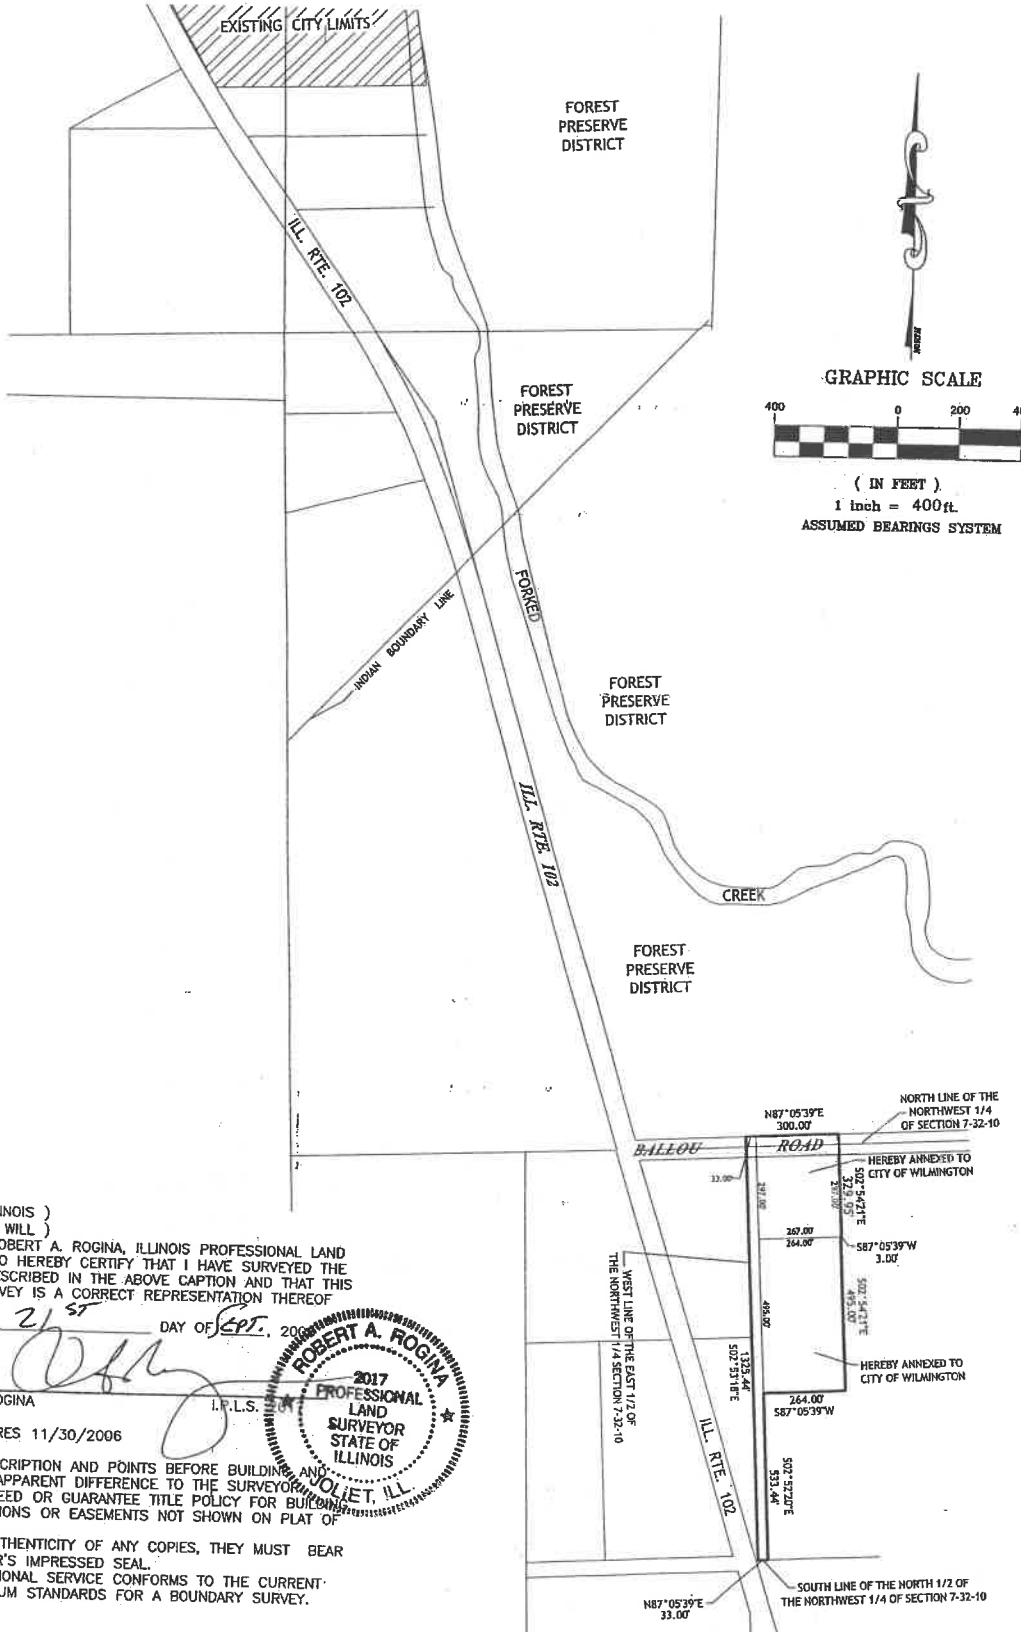 EXISTING CITY LIMITS
FOREST
PRESERVE
DISTRICT
ILL. RTE. 102
GRAPHIC SCALE
400 0 200
( IN FEET )
1 inch = 400ft.
ASSUMED BEARINGS SYSTEM
FOREST
PRESERVE
DISTRICT
FORKED
INDIAN BOUNDARY LINE
FOREST
PRESERVE
DISTRICT
ILL. RTE. 102
CREEK
FOREST
PRESERVE
DISTRICT
N87°05'39"E
300.00'
NORTH LINE OF THE
NORTHWEST 1/4
OF SECTION 7-32-10
BALLOU ROAD
HEREBY ANNEXED TO
CITY OF WILMINGTON
33.00'
297.00'
297.00'
S02°54'21"E
329.95'
267.00'
264.00'
S87°05'39"W
3.00'
WEST LINE OF THE EAST 1/2 OF
THE NORTHWEST 1/4 SECTION 7-32-10
495.00'
S02°54'21"E
495.00'
1325.44'
S02°53'18"E
HEREBY ANNEXED TO
CITY OF WILMINGTON
264.00'
S87°05'39"W
ILL. RTE. 102
S02°52'20"E
533.44'
N87°05'39"E
33.00'
SOUTH LINE OF THE NORTH 1/2 OF
THE NORTHWEST 1/4 OF SECTION 7-32-10
NOIS )
WILL )
OBERT A. ROGINA, ILLINOIS PROFESSIONAL LAND
O HEREBY CERTIFY THAT I HAVE SURVEYED THE
SCRIBED IN THE ABOVE CAPTION AND THAT THIS
VEY IS A CORRECT REPRESENTATION THEREOF
21ST DAY OF SEPT., 200
OGINA I.P.L.S.
ROBERT A. ROGINA
2017
PROFESSIONAL
LAND
SURVEYOR
STATE OF
ILLINOIS
JOLIET, ILL.
RES 11/30/2006
CRIPTION AND POINTS BEFORE BUILDING AND
APPARENT DIFFERENCE TO THE SURVEYOR
EED OR GUARANTEE TITLE POLICY FOR BUILDING
IONS OR EASEMENTS NOT SHOWN ON PLAT OF
THENTICITY OF ANY COPIES, THEY MUST BEAR
R'S IMPRESSED SEAL.
IONAL SERVICE CONFORMS TO THE CURRENT
UM STANDARDS FOR A BOUNDARY SURVEY.